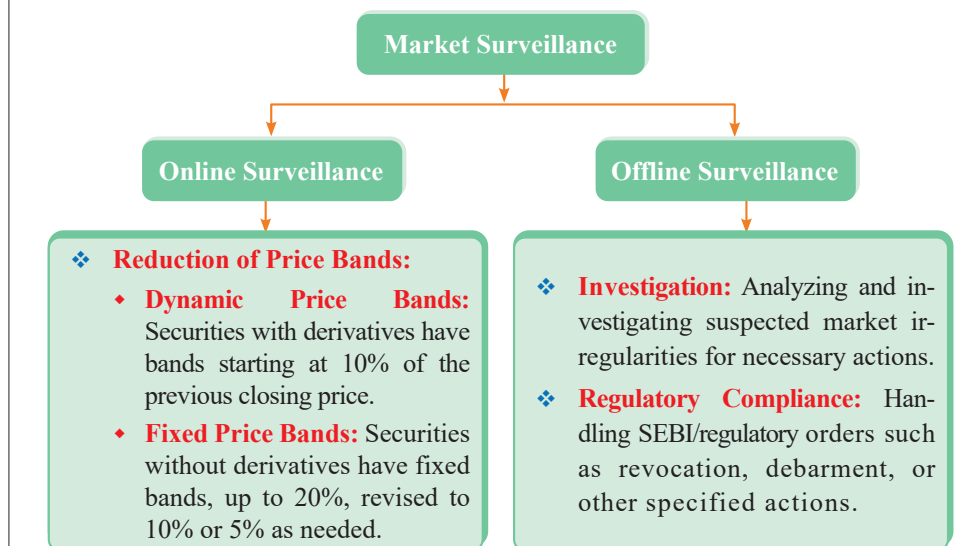 Market Surveillance
Online Surveillance
Offline Surveillance
❖ Reduction of Price Bands:
◆ Dynamic Price Bands:
Securities with derivatives have
bands starting at 10% of the
previous closing price.
◆ Fixed Price Bands: Securities
without derivatives have fixed
bands, up to 20%, revised to
10% or 5% as needed.
❖ Investigation: Analyzing and in-
vestigating suspected market ir-
regularities for necessary actions.
❖ Regulatory Compliance: Han-
dling SEBI/regulatory orders such
as revocation, debarment, or
other specified actions.